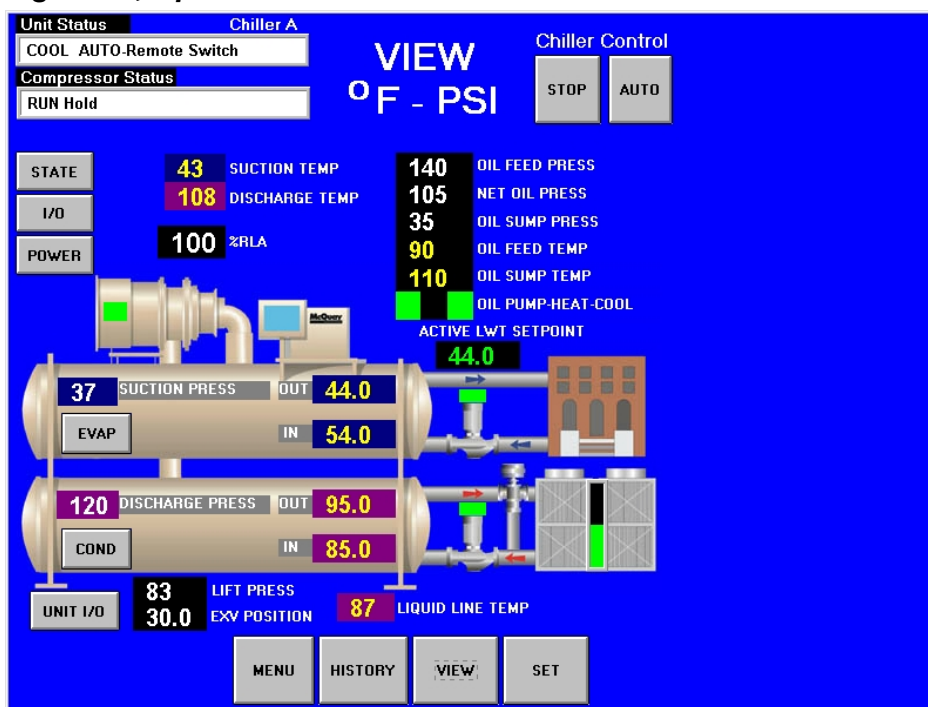 Unit Status Chiller A
COOL AUTO-Remote Switch
Compressor Status
RUN Hold
VIEW
ºF - PSI
Chiller Control
STOP AUTO
STATE
I/O
POWER
43 SUCTION TEMP
108 DISCHARGE TEMP
100 %RLA
140 OIL FEED PRESS
105 NET OIL PRESS
35 OIL SUMP PRESS
90 OIL FEED TEMP
110 OIL SUMP TEMP
OIL PUMP-HEAT-COOL
ACTIVE LWT SETPOINT
44.0
McQuay
37 SUCTION PRESS OUT 44.0
EVAP IN 54.0
120 DISCHARGE PRESS OUT 95.0
COND IN 85.0
UNIT I/O
83 LIFT PRESS
30.0 EXV POSITION
87 LIQUID LINE TEMP
MENU HISTORY VIEW SET